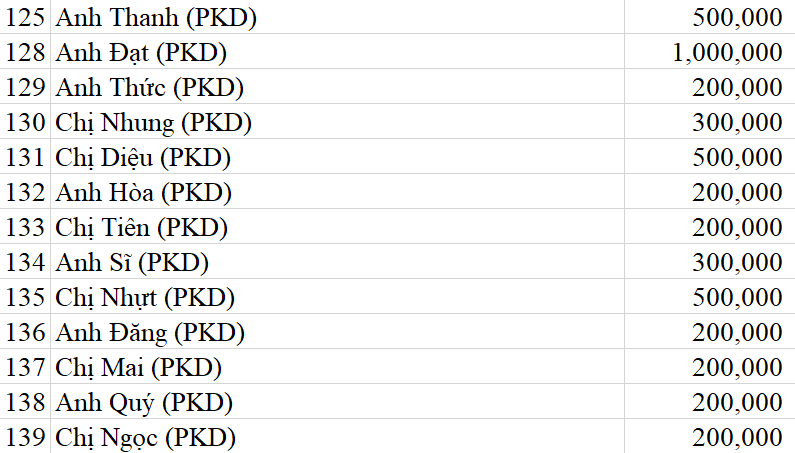 125 Anh Thanh (PKD) 500,000
128 Anh Đạt (PKD) 1,000,000
129 Anh Thức (PKD) 200,000
130 Chị Nhung (PKD) 300,000
131 Chị Diệu (PKD) 500,000
132 Anh Hòa (PKD) 200,000
133 Chị Tiên (PKD) 200,000
134 Anh Sĩ (PKD) 300,000
135 Chị Nhựt (PKD) 500,000
136 Anh Đăng (PKD) 200,000
137 Chị Mai (PKD) 200,000
138 Anh Quý (PKD) 200,000
139 Chị Ngọc (PKD) 200,000